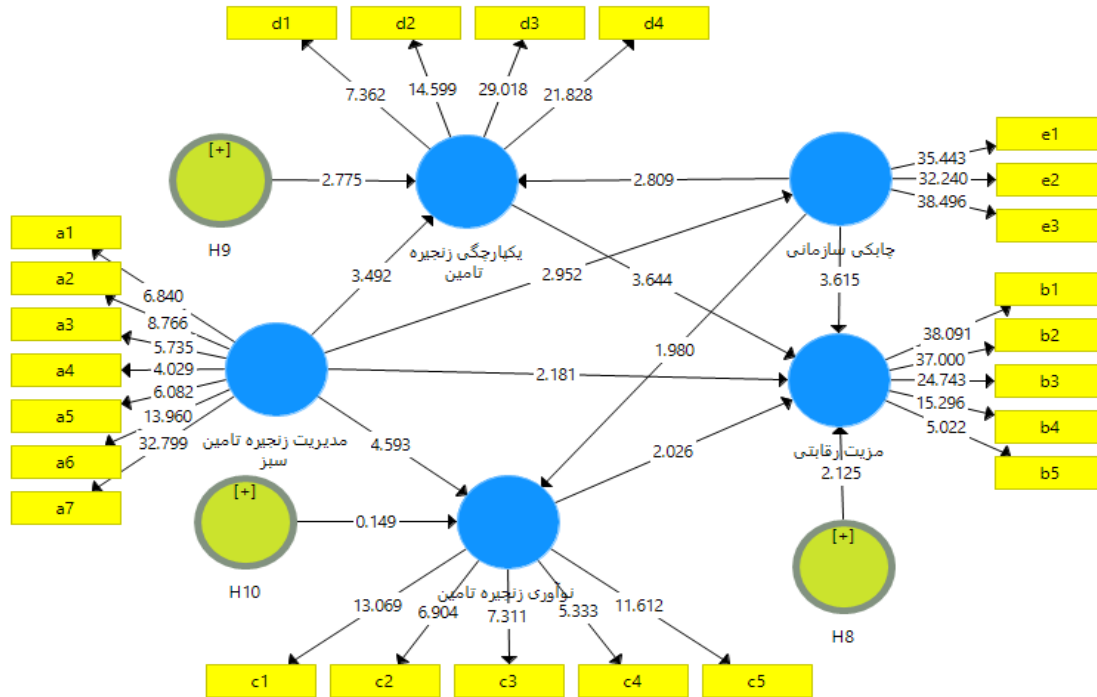 d1
d2
d3
d4
7.362
14.599
29.018
21.828
[+]
H9
2.775
2.809
یکپارچگی زنجیره
تامین
چابکی سازمانی
e1
e2
e3
35.443
32.240
38.496
a1
a2
a3
a4
a5
a6
a7
6.840
8.766
5.735
4.029
6.082
13.960
32.799
3.492
2.952
3.644
3.615
1.980
2.181
مدیریت زنجیره تامین
سبز
4.593
2.026
مزیت رقابتی
2.125
b1
b2
b3
b4
b5
38.091
37.000
24.743
15.296
5.022
[+]
H10
0.149
نوآوری زنجیره تامین
[+]
H8
13.069
6.904
7.311
5.333
11.612
c1
c2
c3
c4
c5